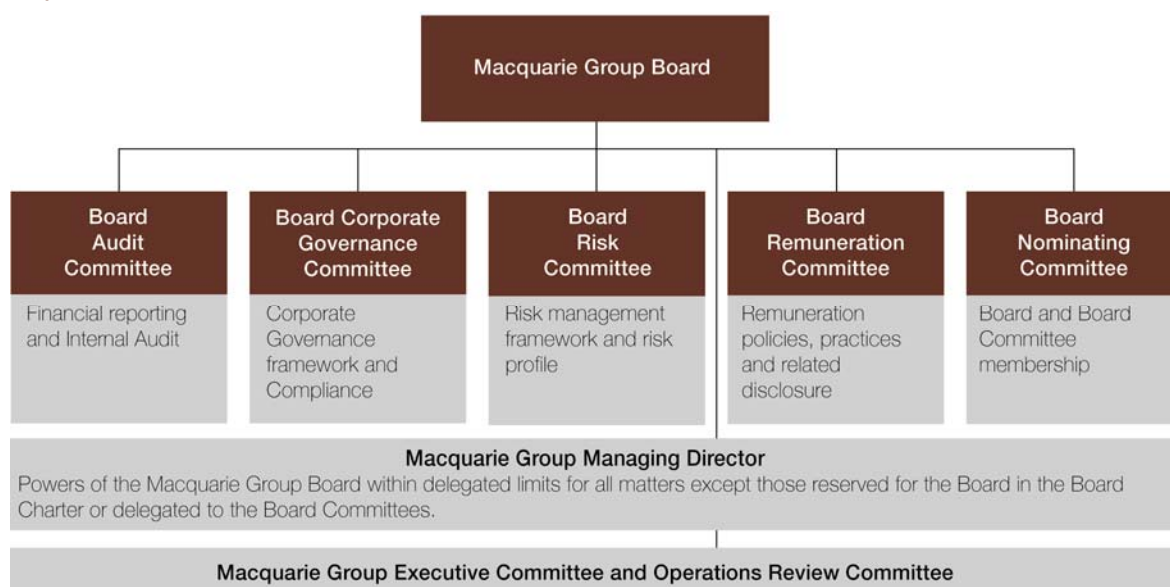 Macquarie Group Board
Board
Audit
Committee
Financial reporting
and Internal Audit
Board Corporate
Governance
Committee
Corporate
Governance
framework and
Compliance
Board
Risk
Committee
Risk management
framework and risk
profile
Board
Remuneration
Committee
Remuneration
policies, practices
and related
disclosure
Board
Nominating
Committee
Board and Board
Committee
membership
Macquarie Group Managing Director
Powers of the Macquarie Group Board within delegated limits for all matters except those reserved for the Board in the Board
Charter or delegated to the Board Committees.
Macquarie Group Executive Committee and Operations Review Committee